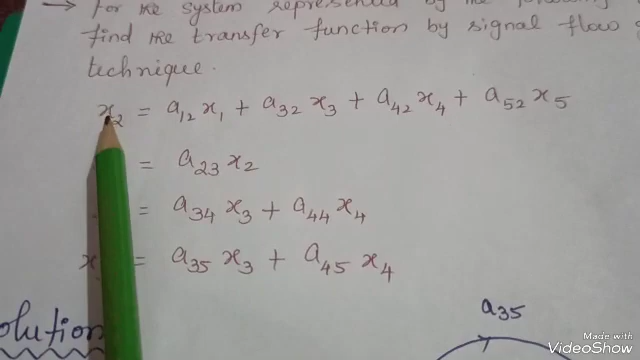 → For the system represented by the following
find the transfer function by signal flow
technique.
x₂ = a₁₂ x₁ + a₃₂ x₃ + a₄₂ x₄ + a₅₂ x₅
= a₂₃ x₂
= a₃₄ x₃ + a₄₄ x₄
x = a₃₅ x₃ + a₄₅ x₄
olution
a₃₅
Made with
VideoShow